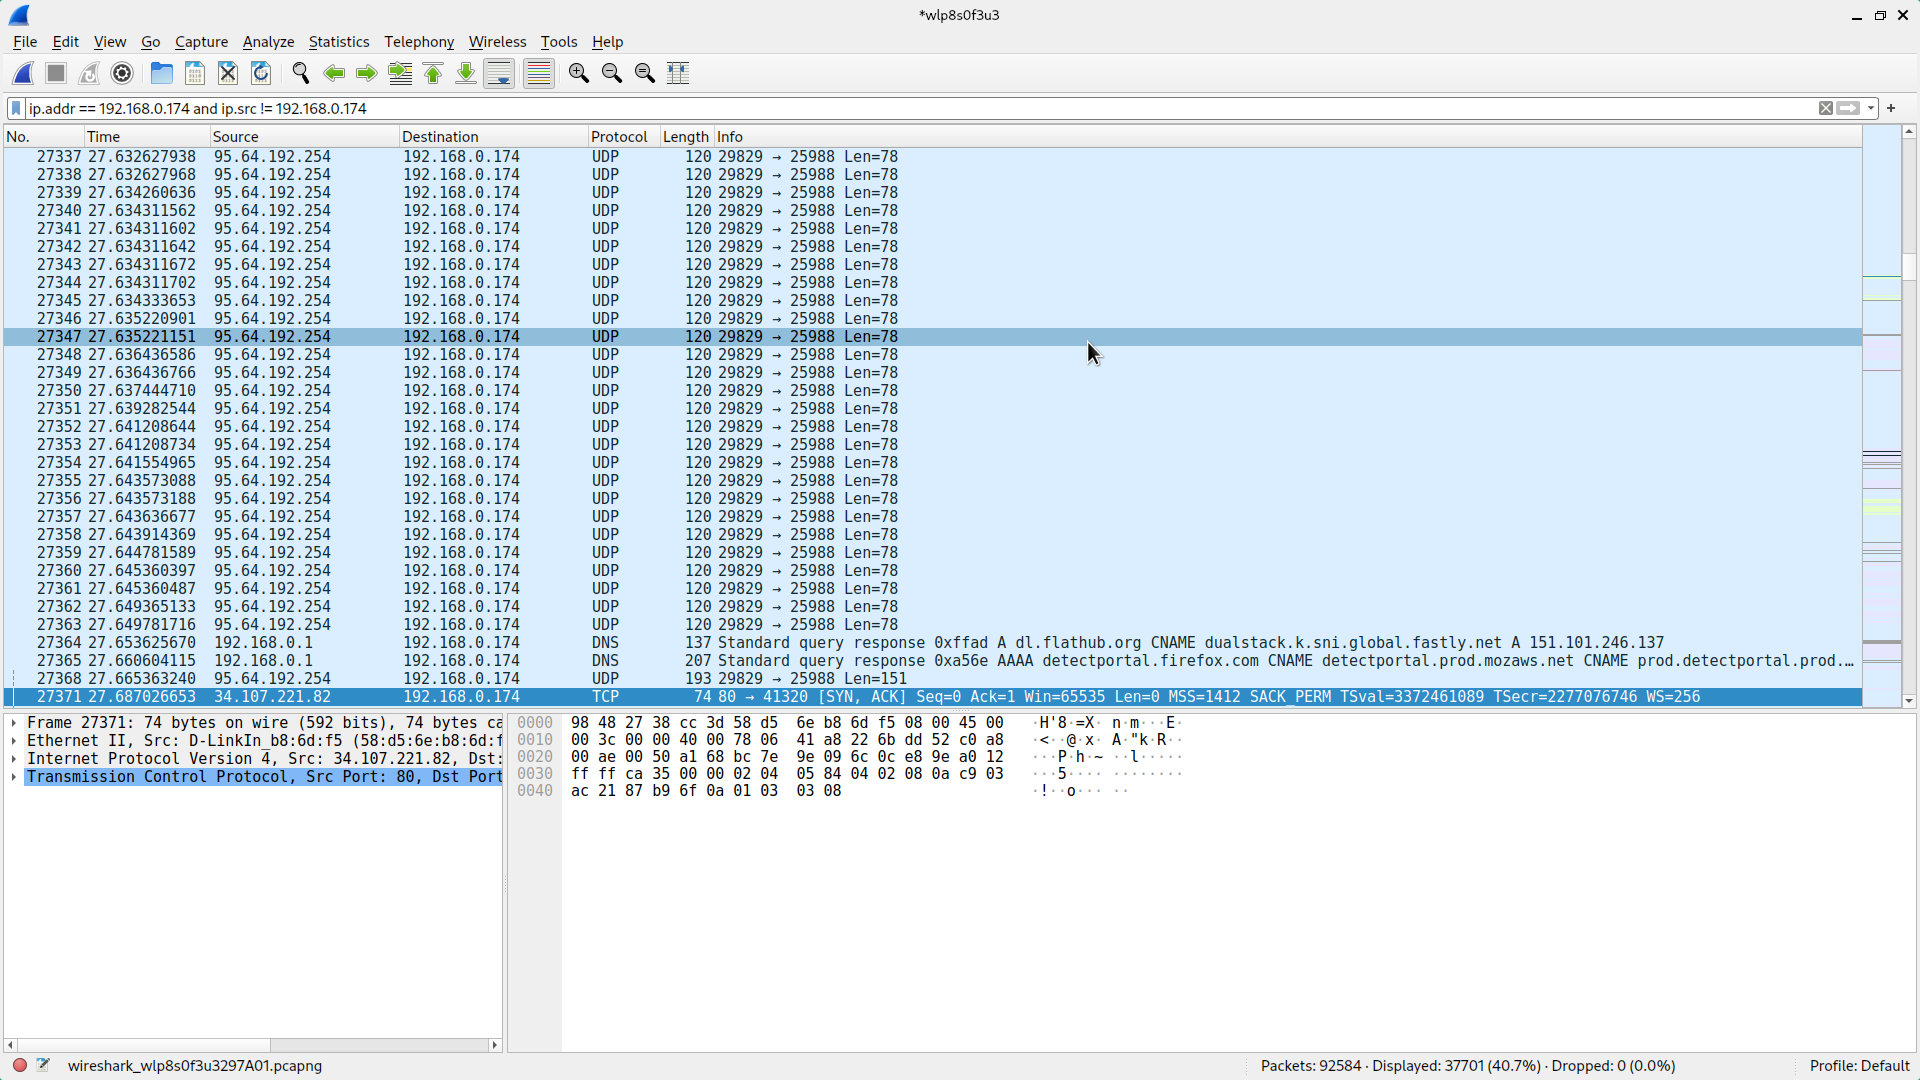 *wlp8s0f3u3
File Edit View Go Capture Analyze Statistics Telephony Wireless Tools Help
ip.addr == 192.168.0.174 and ip.src != 192.168.0.174
No. Time Source Destination Protocol Length Info
27337 27.632627938 95.64.192.254 192.168.0.174 UDP 120 29829 → 25988 Len=78
27338 27.632627968 95.64.192.254 192.168.0.174 UDP 120 29829 → 25988 Len=78
27339 27.634260636 95.64.192.254 192.168.0.174 UDP 120 29829 → 25988 Len=78
27340 27.634311562 95.64.192.254 192.168.0.174 UDP 120 29829 → 25988 Len=78
27341 27.634311602 95.64.192.254 192.168.0.174 UDP 120 29829 → 25988 Len=78
27342 27.634311642 95.64.192.254 192.168.0.174 UDP 120 29829 → 25988 Len=78
27343 27.634311672 95.64.192.254 192.168.0.174 UDP 120 29829 → 25988 Len=78
27344 27.634311702 95.64.192.254 192.168.0.174 UDP 120 29829 → 25988 Len=78
27345 27.634333653 95.64.192.254 192.168.0.174 UDP 120 29829 → 25988 Len=78
27346 27.635220901 95.64.192.254 192.168.0.174 UDP 120 29829 → 25988 Len=78
27347 27.635221151 95.64.192.254 192.168.0.174 UDP 120 29829 → 25988 Len=78
27348 27.636436586 95.64.192.254 192.168.0.174 UDP 120 29829 → 25988 Len=78
27349 27.636436766 95.64.192.254 192.168.0.174 UDP 120 29829 → 25988 Len=78
27350 27.637444710 95.64.192.254 192.168.0.174 UDP 120 29829 → 25988 Len=78
27351 27.639282544 95.64.192.254 192.168.0.174 UDP 120 29829 → 25988 Len=78
27352 27.641208644 95.64.192.254 192.168.0.174 UDP 120 29829 → 25988 Len=78
27353 27.641208734 95.64.192.254 192.168.0.174 UDP 120 29829 → 25988 Len=78
27354 27.641554965 95.64.192.254 192.168.0.174 UDP 120 29829 → 25988 Len=78
27355 27.643573088 95.64.192.254 192.168.0.174 UDP 120 29829 → 25988 Len=78
27356 27.643573188 95.64.192.254 192.168.0.174 UDP 120 29829 → 25988 Len=78
27357 27.643636677 95.64.192.254 192.168.0.174 UDP 120 29829 → 25988 Len=78
27358 27.643914369 95.64.192.254 192.168.0.174 UDP 120 29829 → 25988 Len=78
27359 27.644781589 95.64.192.254 192.168.0.174 UDP 120 29829 → 25988 Len=78
27360 27.645360397 95.64.192.254 192.168.0.174 UDP 120 29829 → 25988 Len=78
27361 27.645360487 95.64.192.254 192.168.0.174 UDP 120 29829 → 25988 Len=78
27362 27.649365133 95.64.192.254 192.168.0.174 UDP 120 29829 → 25988 Len=78
27363 27.649781716 95.64.192.254 192.168.0.174 UDP 120 29829 → 25988 Len=78
27364 27.653625670 192.168.0.1 192.168.0.174 DNS 137 Standard query response 0xffad A dl.flathub.org CNAME dualstack.k.sni.global.fastly.net A 151.101.246.137
27365 27.660604115 192.168.0.1 192.168.0.174 DNS 207 Standard query response 0xa56e AAAA detectportal.firefox.com CNAME detectportal.prod.mozaws.net CNAME prod.detectportal.prod.…
27368 27.665363240 95.64.192.254 192.168.0.174 UDP 193 29829 → 25988 Len=151
27371 27.687026653 34.107.221.82 192.168.0.174 TCP 74 80 → 41320 [SYN, ACK] Seq=0 Ack=1 Win=65535 Len=0 MSS=1412 SACK_PERM TSval=3372461089 TSecr=2277076746 WS=256
Frame 27371: 74 bytes on wire (592 bits), 74 bytes ca
Ethernet II, Src: D-LinkIn_b8:6d:f5 (58:d5:6e:b8:6d:f
Internet Protocol Version 4, Src: 34.107.221.82, Dst:
Transmission Control Protocol, Src Port: 80, Dst Port
0000 98 48 27 38 cc 3d 58 d5 6e b8 6d f5 08 00 45 00 ·H'8·=X· n·m···E·
0010 00 3c 00 00 40 00 78 06 41 a8 22 6b dd 52 c0 a8 ·<··@·x· A·"k·R··
0020 00 ae 00 50 a1 68 bc 7e 9e 09 6c 0c e8 9e a0 12 ···P·h·~ ··l·····
0030 ff ff ca 35 00 00 02 04 05 84 04 02 08 0a c9 03 ···5···· ········
0040 ac 21 87 b9 6f 0a 01 03 03 08 ·!··o··· ··
wireshark_wlp8s0f3u3297A01.pcapng
Packets: 92584 · Displayed: 37701 (40.7%) · Dropped: 0 (0.0%)
Profile: Default